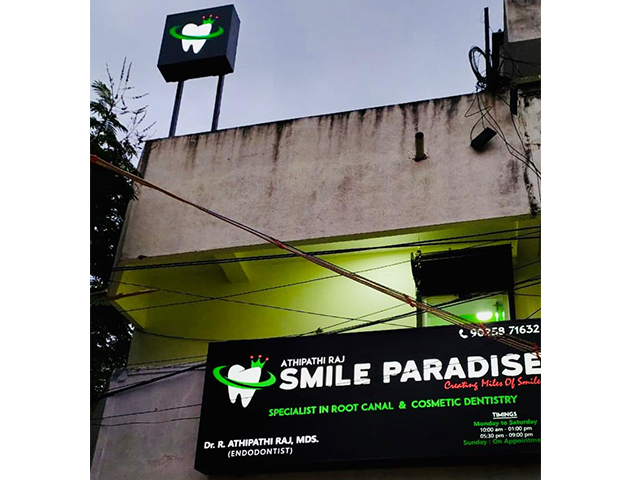 90258 71632
ATHIPATHI RAJ
SMILE PARADISE
Creating Miles Of Smile
SPECIALIST IN ROOT CANAL & COSMETIC DENTISTRY
Dr. R. ATHIPATHI RAJ, MDS.
(ENDODONTIST)
TIMINGS
Monday to Saturday
10:00 am - 01:00 pm
05:30 pm - 09:00 pm
Sunday : On Appointme